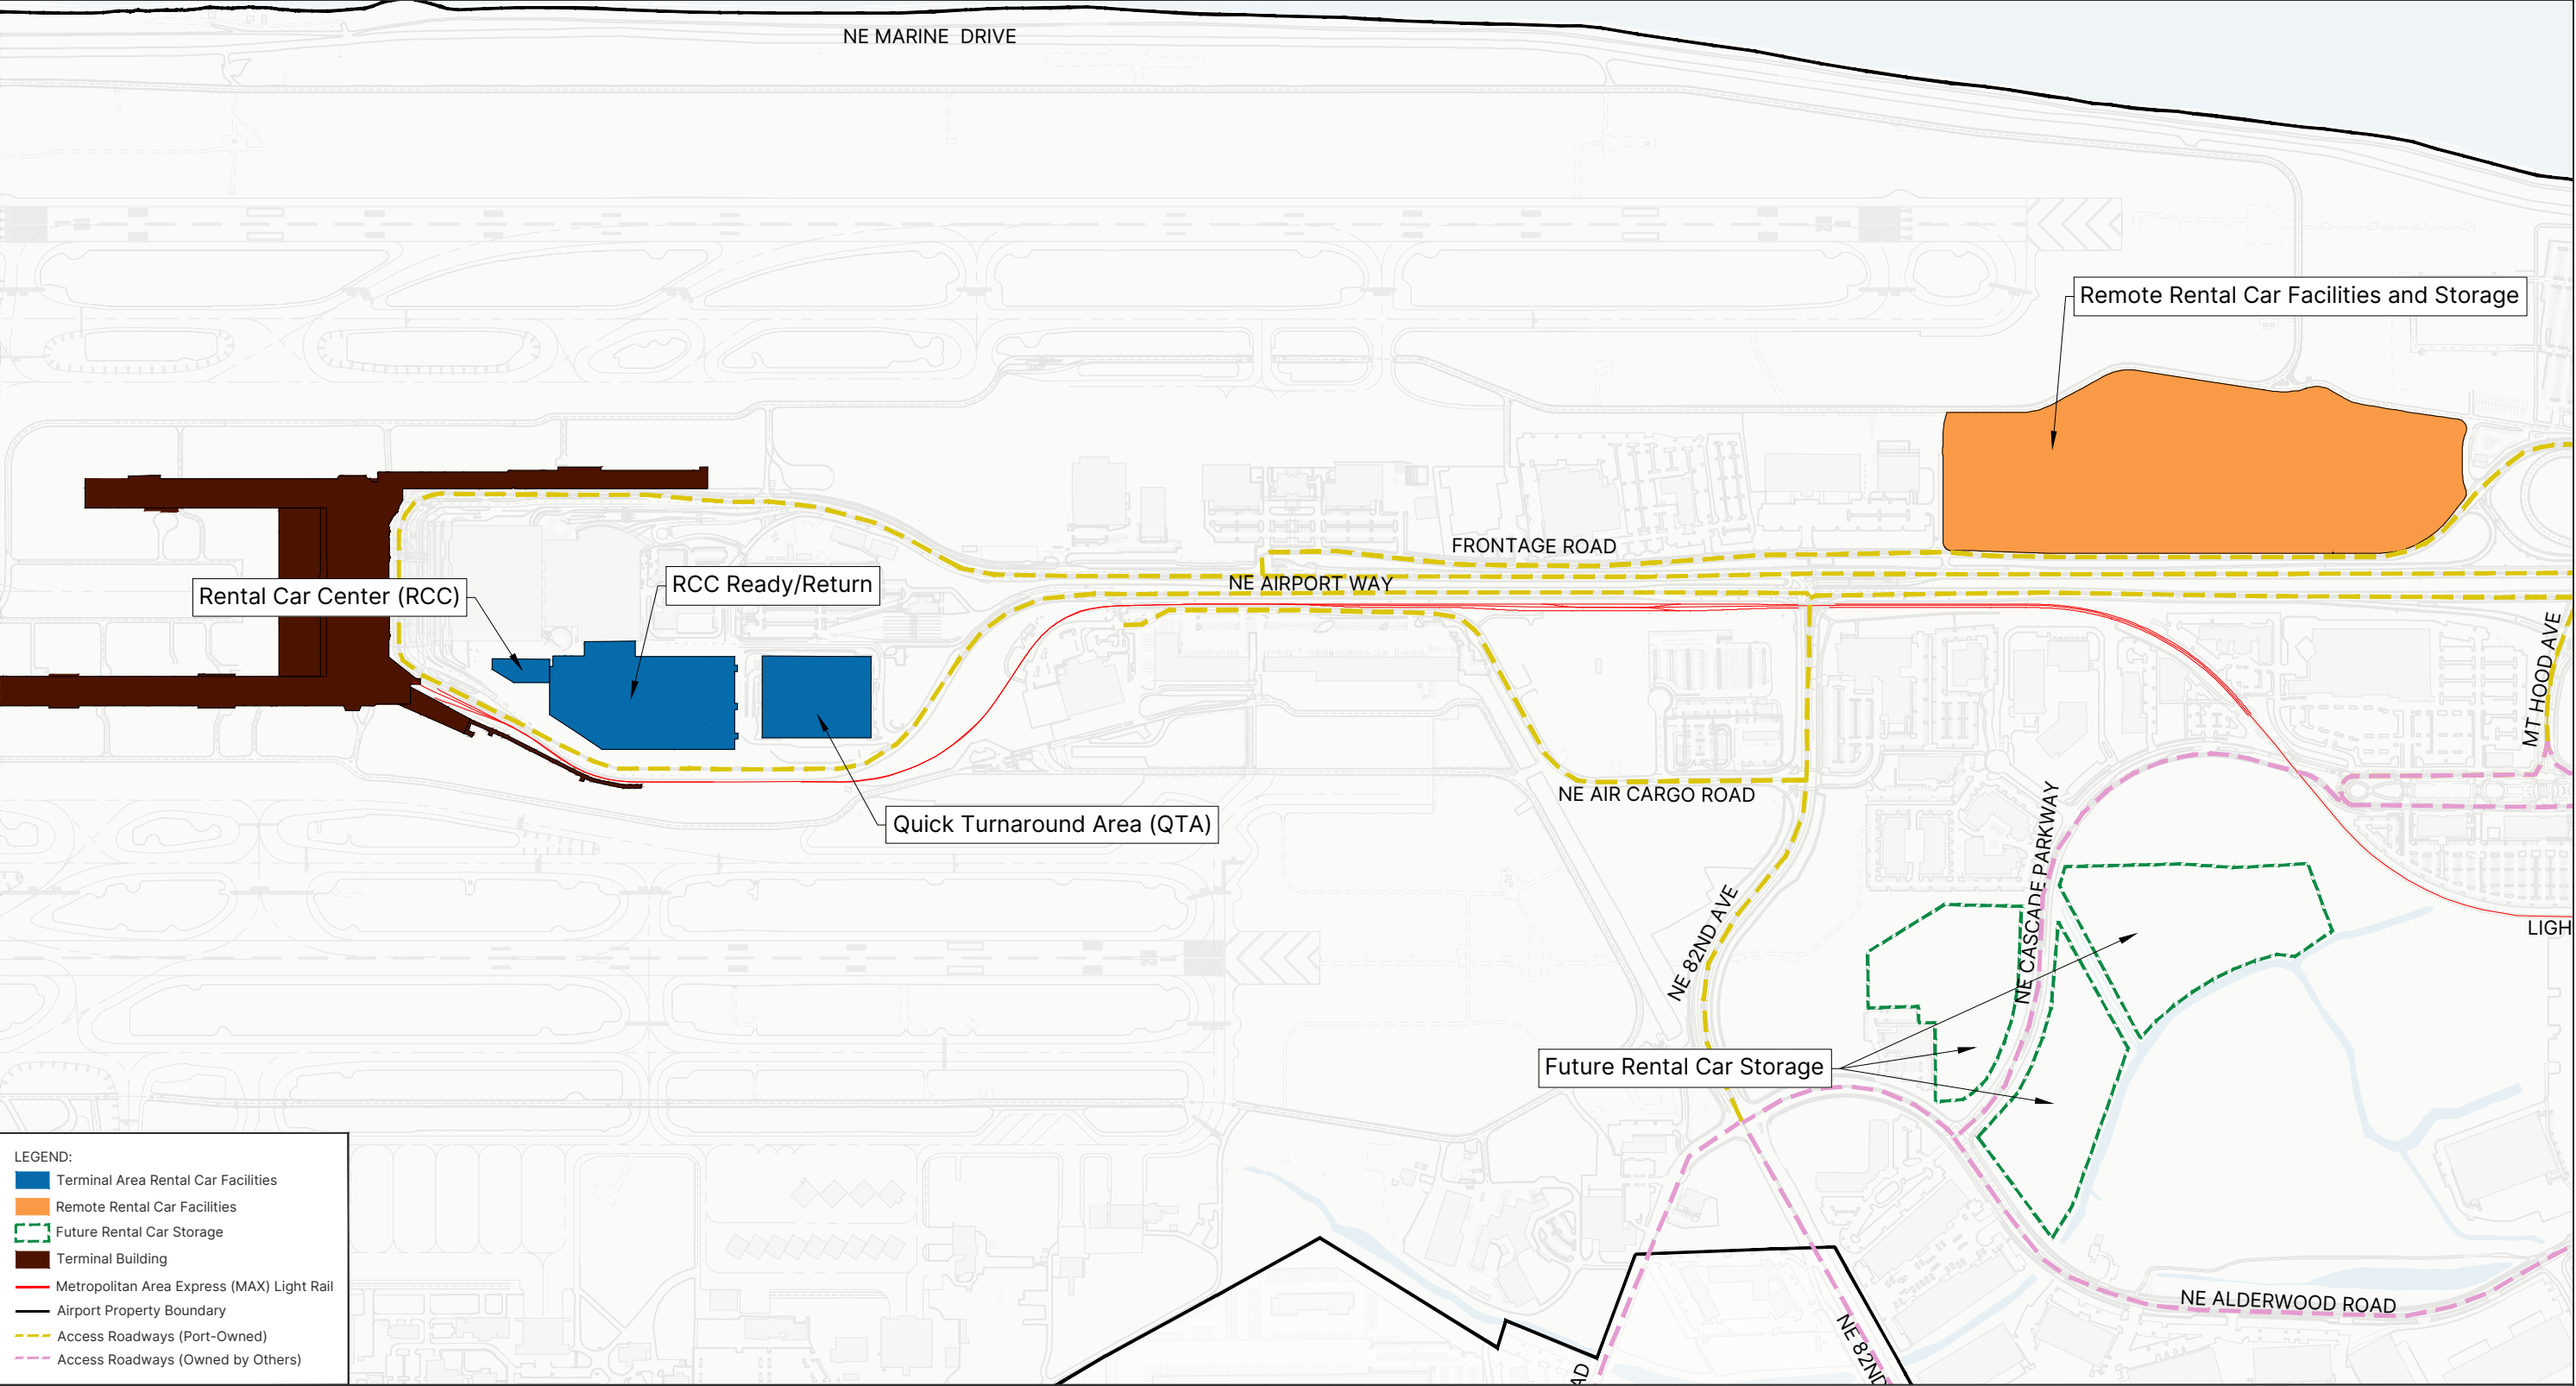 NE MARINE DRIVE
Remote Rental Car Facilities and Storage
FRONTAGE ROAD
NE AIRPORT WAY
RCC Ready/Return
Rental Car Center (RCC)
MT HOOD AVE
NE AIR CARGO ROAD
Quick Turnaround Area (QTA)
NE CASCADE PARKWAY
NE 82ND AVE
LIGH
Future Rental Car Storage
NE ALDERWOOD ROAD
NE 82ND
AD
LEGEND:
Terminal Area Rental Car Facilities
Remote Rental Car Facilities
Future Rental Car Storage
Terminal Building
Metropolitan Area Express (MAX) Light Rail
Airport Property Boundary
Access Roadways (Port-Owned)
Access Roadways (Owned by Others)